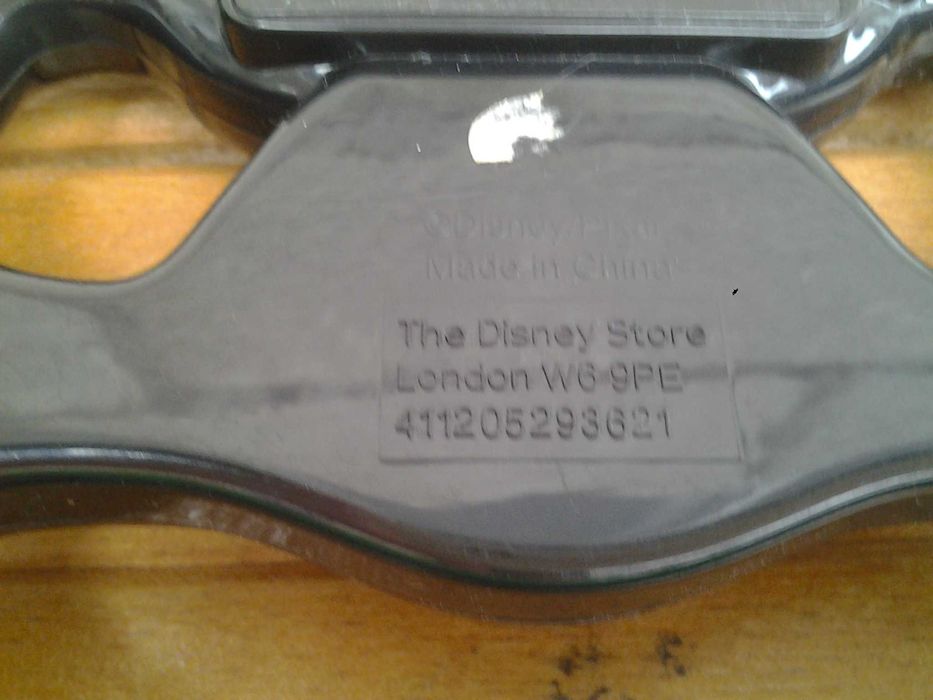 ©Disney/Pixar
Made in China
The Disney Store
London W6 9PE
411205293621